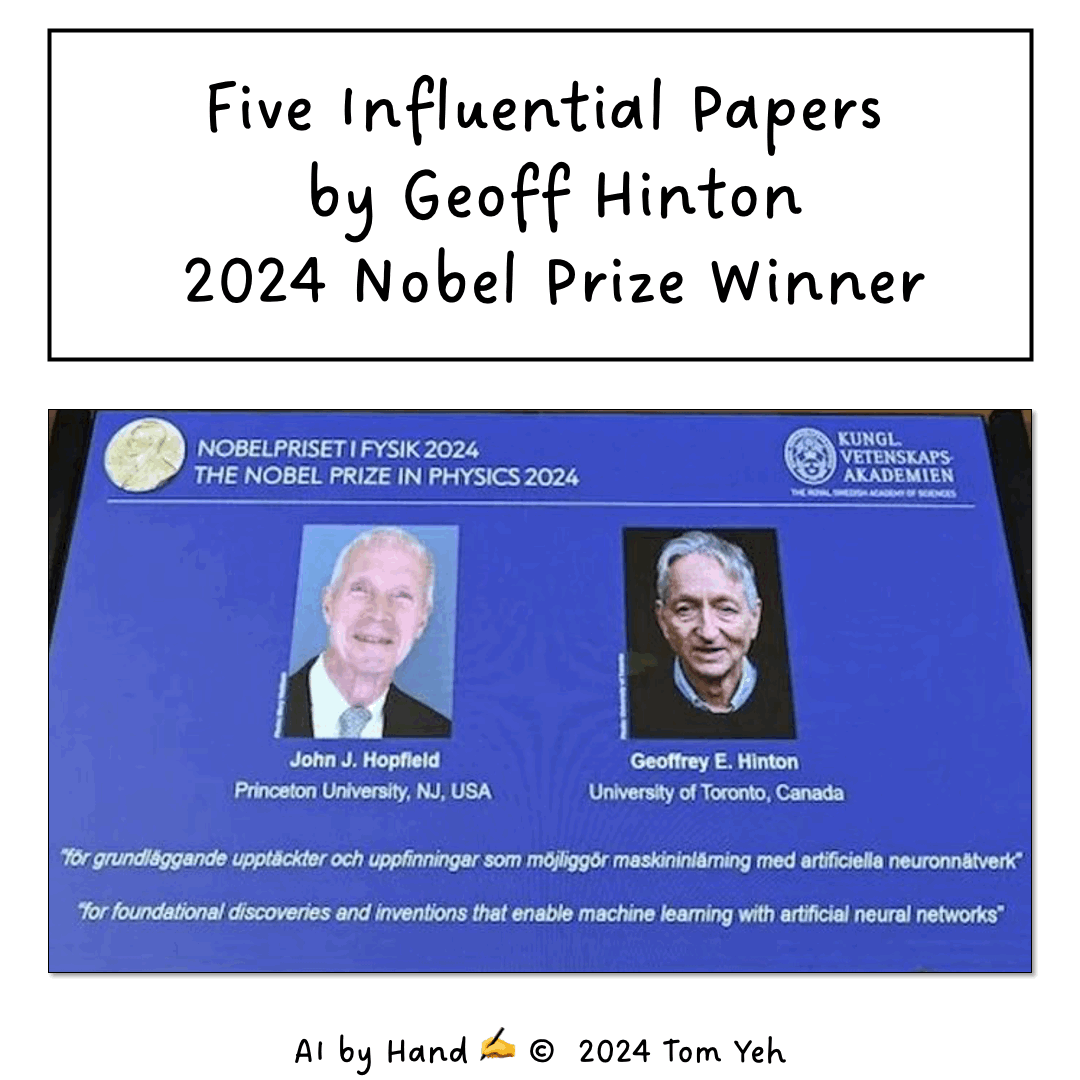 Five Influential Papers
by Geoff Hinton
2024 Nobel Prize Winner
NOBELPRISET I FYSIK 2024
THE NOBEL PRIZE IN PHYSICS 2024
KUNGL.
VETENSKAPS-
AKADEMIEN
THE ROYAL SWEDISH ACADEMY OF SCIENCES
John J. Hopfield
Princeton University, NJ, USA
Geoffrey E. Hinton
University of Toronto, Canada
"för grundläggande upptäckter och uppfinningar som möjliggör maskininlärning med artificiella neuronnätverk"
"for foundational discoveries and inventions that enable machine learning with artificial neural networks"
AI by Hand ✍️ © 2024 Tom Yeh